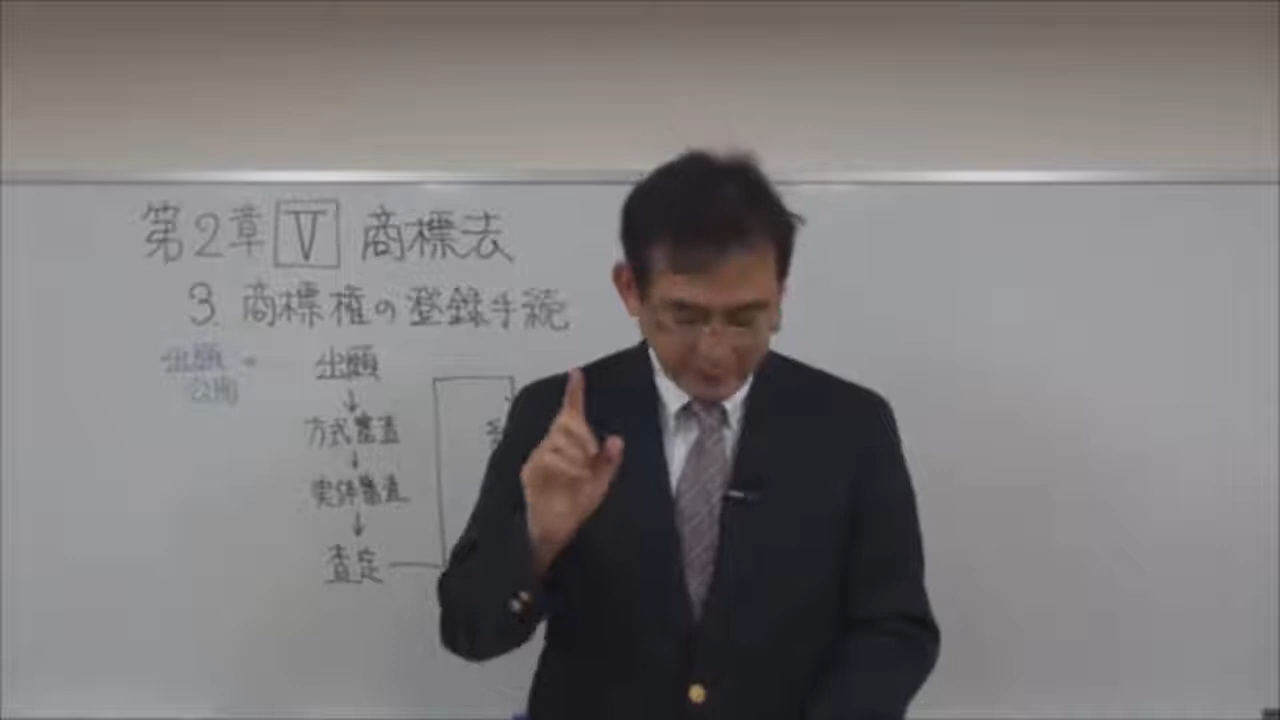 第2章 V 商標法
3. 商標権の登録手続
出願
公開
出願
↓
方式審査
↓
実体審査
↓
査定